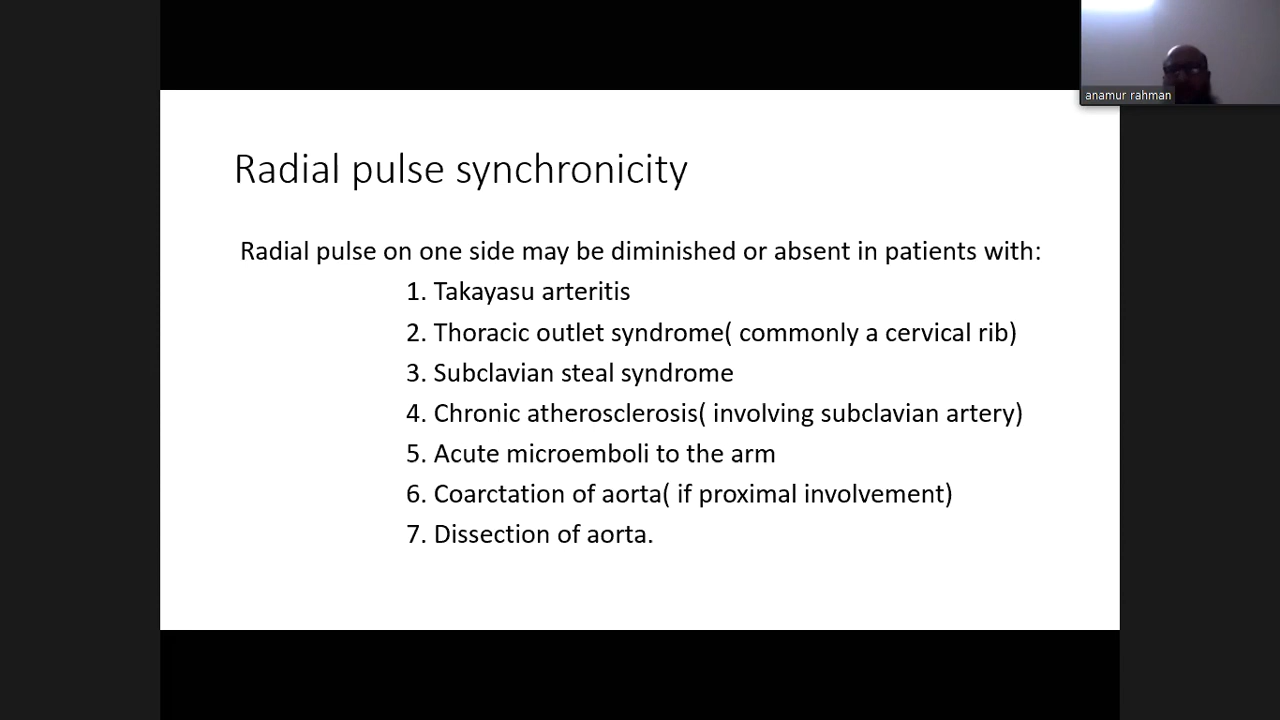 anamur rahman
Radial pulse synchronicity
Radial pulse on one side may be diminished or absent in patients with:
1. Takayasu arteritis
2. Thoracic outlet syndrome( commonly a cervical rib)
3. Subclavian steal syndrome
4. Chronic atherosclerosis( involving subclavian artery)
5. Acute microemboli to the arm
6. Coarctation of aorta( if proximal involvement)
7. Dissection of aorta.